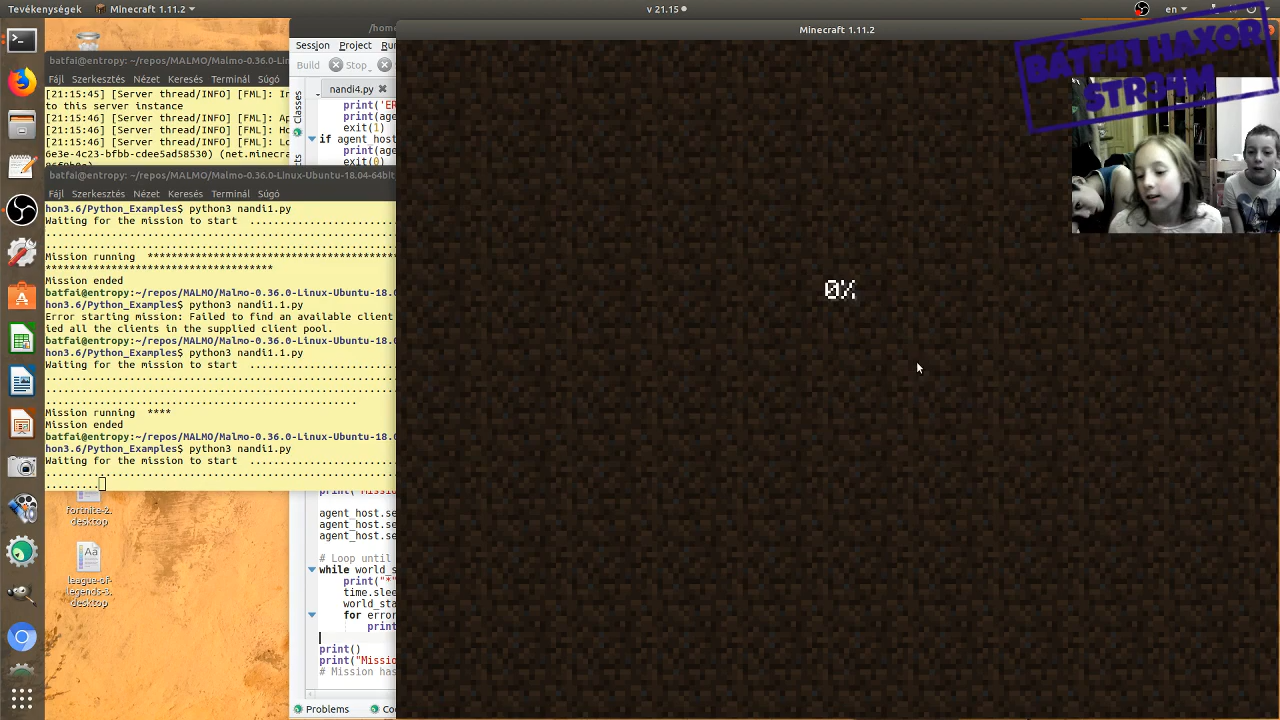 Tevékenységek
Minecraft 1.11.2
v 21.15
en
/home
Minecraft 1.11.2
BÁTF41 HAXOR
STR34M
batfai@entropy: ~/repos/MALMO/Malmo-0.36.0-Lin
Fájl Szerkesztés Nézet Keresés Terminál Súgó
[21:15:45] [Server thread/INFO] [FML]: In
to this server instance
[21:15:46] [Server thread/INFO] [FML]: Ap
[21:15:46] [Server thread/INFO] [FML]: Ho
[21:15:46] [Server thread/INFO] [FML]: Lo
6e3e-4c23-bfbb-cdee5ad58530) (net.minecra
Session Project Ru
Build Stop
Classes
nandi4.py
print('ER
print(age
exit(1)
if agent_host
print(age
exit(0)
batfai@entropy: ~/repos/MALMO/Malmo-0.36.0-Linux-Ubuntu-18.04-64bit
Fájl Szerkesztés Nézet Keresés Terminál Súgó
hon3.6/Python_Examples$ python3 nandi1.py
Waiting for the mission to start ..................
.............................................
.............................................
Mission running *****************************************
**************************************
Mission ended
batfai@entropy:~/repos/MALMO/Malmo-0.36.0-Linux-Ubuntu-18.0
hon3.6/Python_Examples$ python3 nandi1.1.py
Error starting mission: Failed to find an available client
ied all the clients in the supplied client pool.
batfai@entropy:~/repos/MALMO/Malmo-0.36.0-Linux-Ubuntu-18.0
hon3.6/Python_Examples$ python3 nandi1.1.py
Waiting for the mission to start ..................
.............................................
.............................................
Mission running ****
Mission ended
batfai@entropy:~/repos/MALMO/Malmo-0.36.0-Linux-Ubuntu-18.0
hon3.6/Python_Examples$ python3 nandi1.py
Waiting for the mission to start ..................
.............................................
.........
0%
fortnite-2.
desktop
league-of-
legends-3.
desktop
print("Missi
agent_host.se
agent_host.se
agent_host.se
# Loop until
while world_s
print("*"
time.slee
world_sta
for error
print
print()
print("Missio
# Mission has
Problems
Co